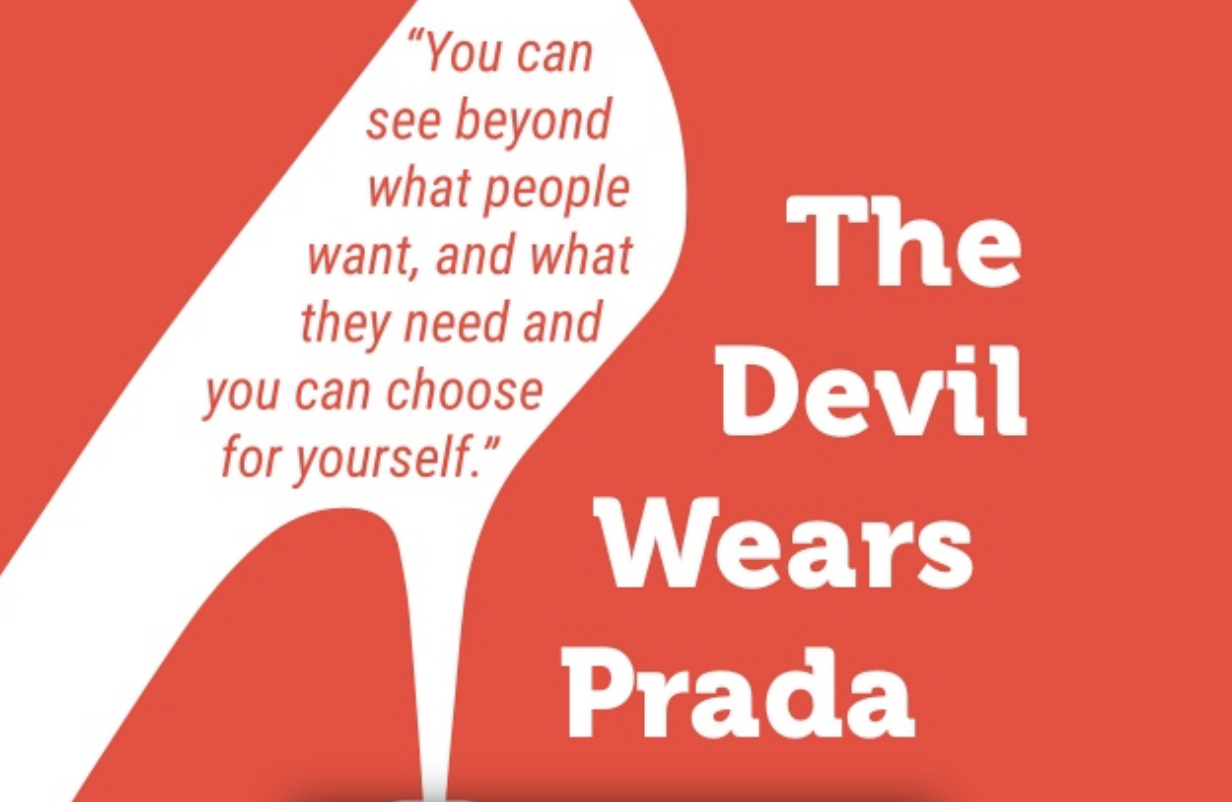 “You can
see beyond
what people
want, and what
they need and
you can choose
for yourself.”
The
Devil
Wears
Prada